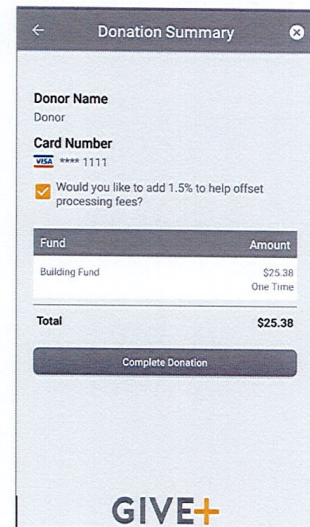 Donation Summary
Donor Name
Donor
Card Number
VISA **** 1111
Would you like to add 1.5% to help offset
processing fees?
Fund Amount
Building Fund $25.38
One Time
Total $25.38
Complete Donation
GIVE+